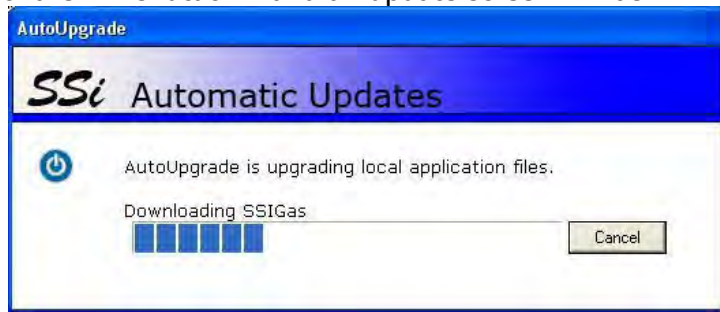 AutoUpgrade
SSi Automatic Updates
AutoUpgrade is upgrading local application files.
Downloading SSIGas
Cancel